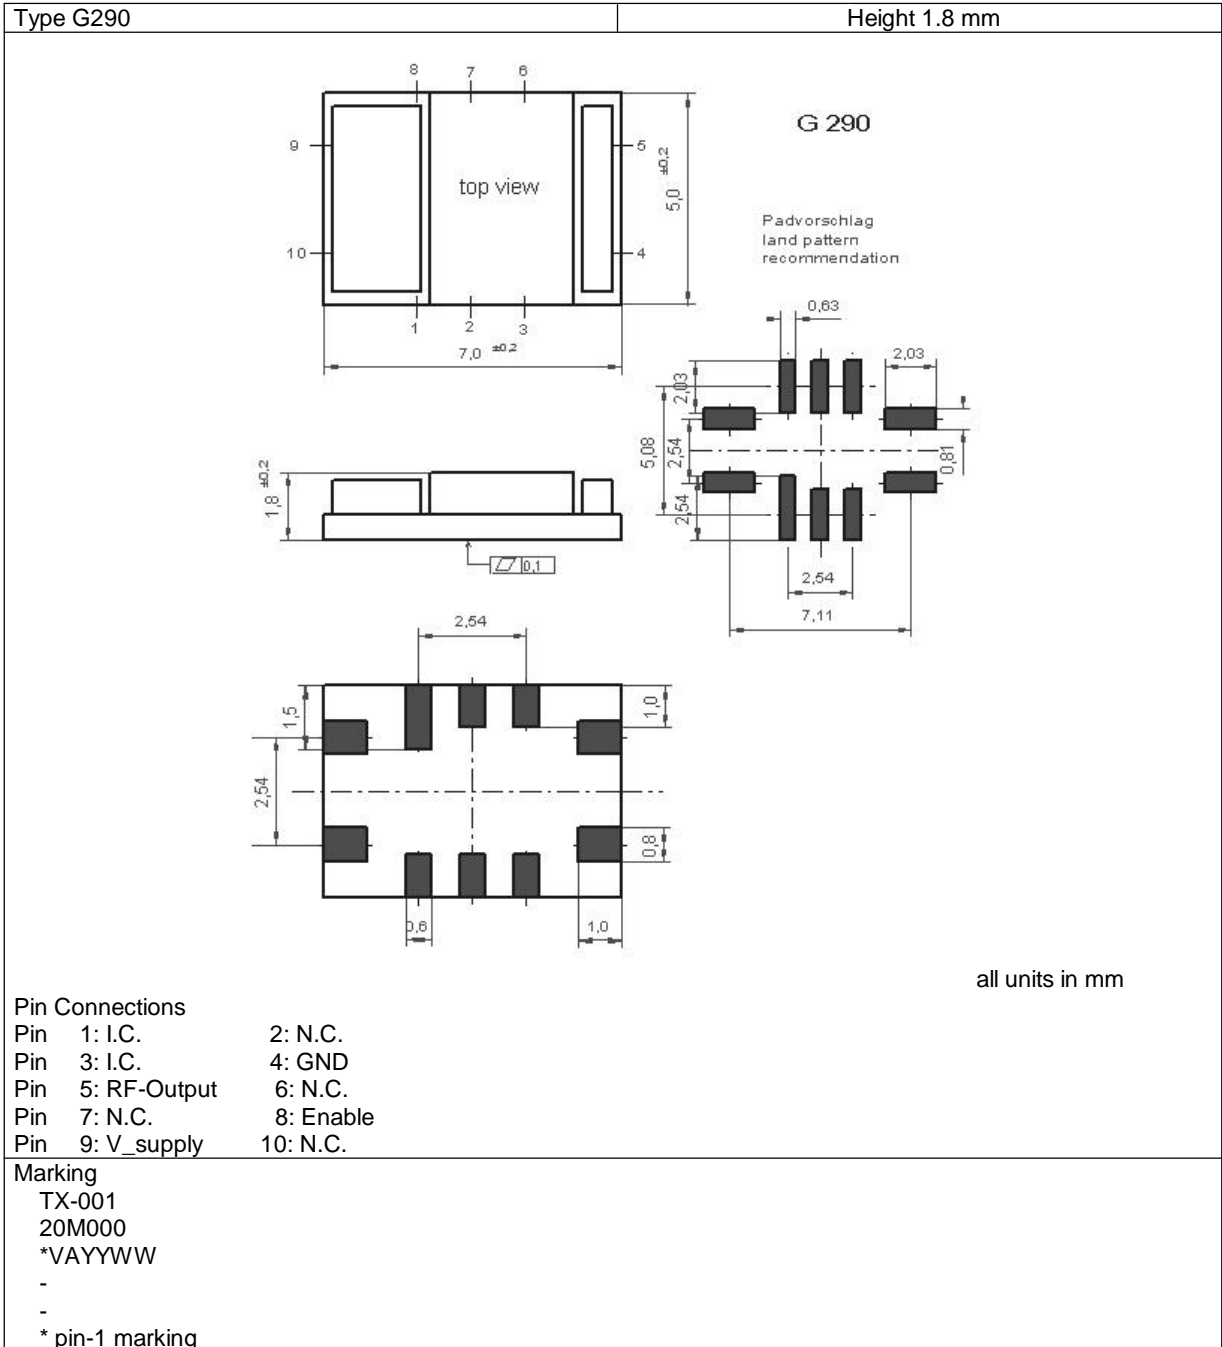 Type G290 Height 1.8 mm
8 7 6
G 290
9 5
top view
5,0 ±0,2
10 4
1 2 3
7,0 ±0,2
Padvorschlag
land pattern
recommendation
0,63
2,03
2,03
5,08
2,54
0,81
2,54
2,54
7,11
1,8 ±0,2
0,1
2,54
1,5
1,0
2,54
0,8
0,6
1,0
all units in mm
Pin Connections
Pin 1: I.C. 2: N.C.
Pin 3: I.C. 4: GND
Pin 5: RF-Output 6: N.C.
Pin 7: N.C. 8: Enable
Pin 9: V_supply 10: N.C.
Marking
TX-001
20M000
*VAYYWW
-
-
* pin-1 marking